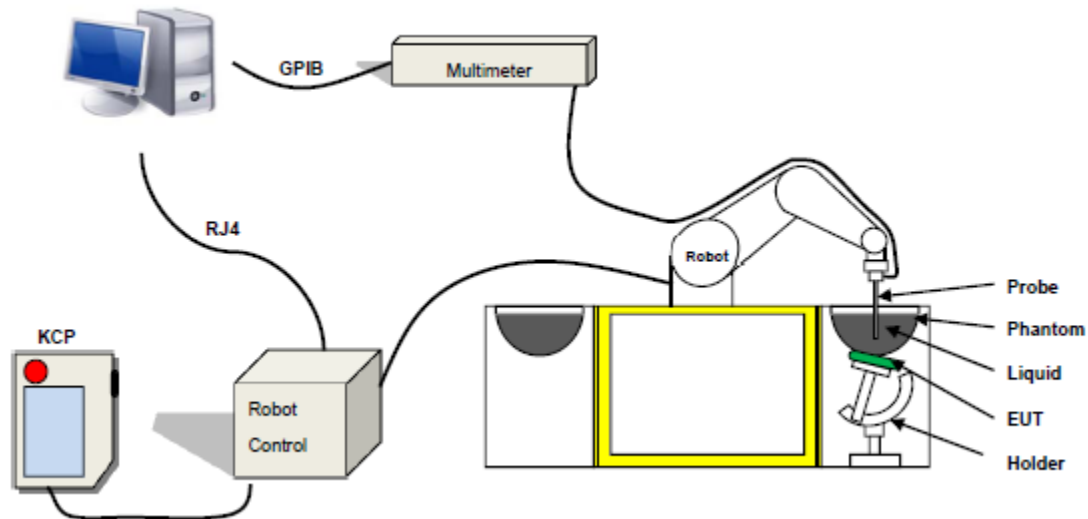 GPIB
Multimeter
RJ4
Robot
Probe
Phantom
KCP
Liquid
Robot
Control
EUT
Holder